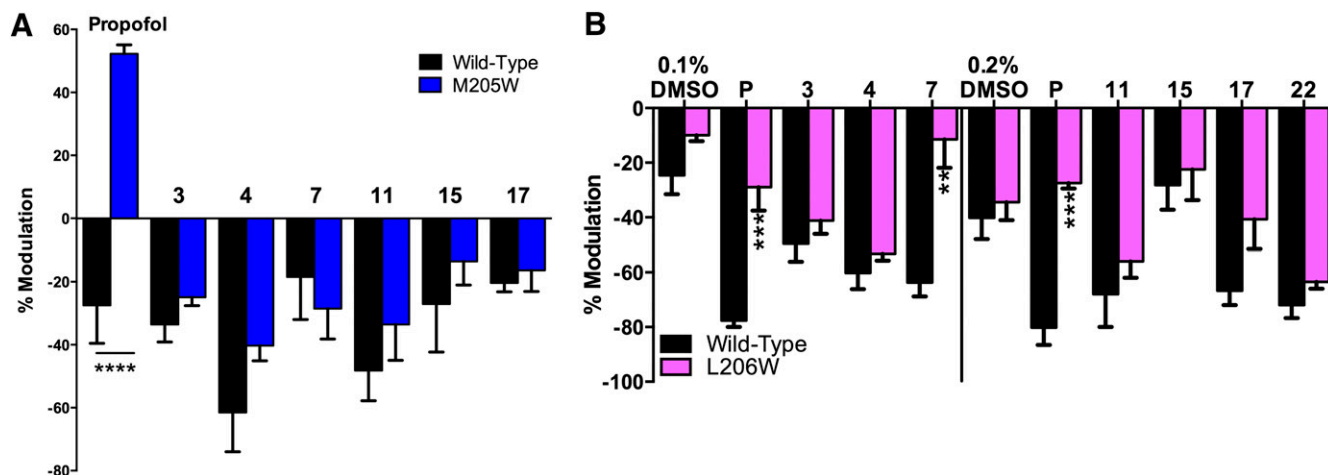 A
Propofol
Wild-Type
M205W
% Modulation
60
40
20
0
-20
-40
-60
-80
3 4 7 11 15 17
****
B
0.1% DMSO P 3 4 7 0.2% DMSO P 11 15 17 22
% Modulation
0
-20
-40
-60
-80
-100
***
**
***
Wild-Type
L206W